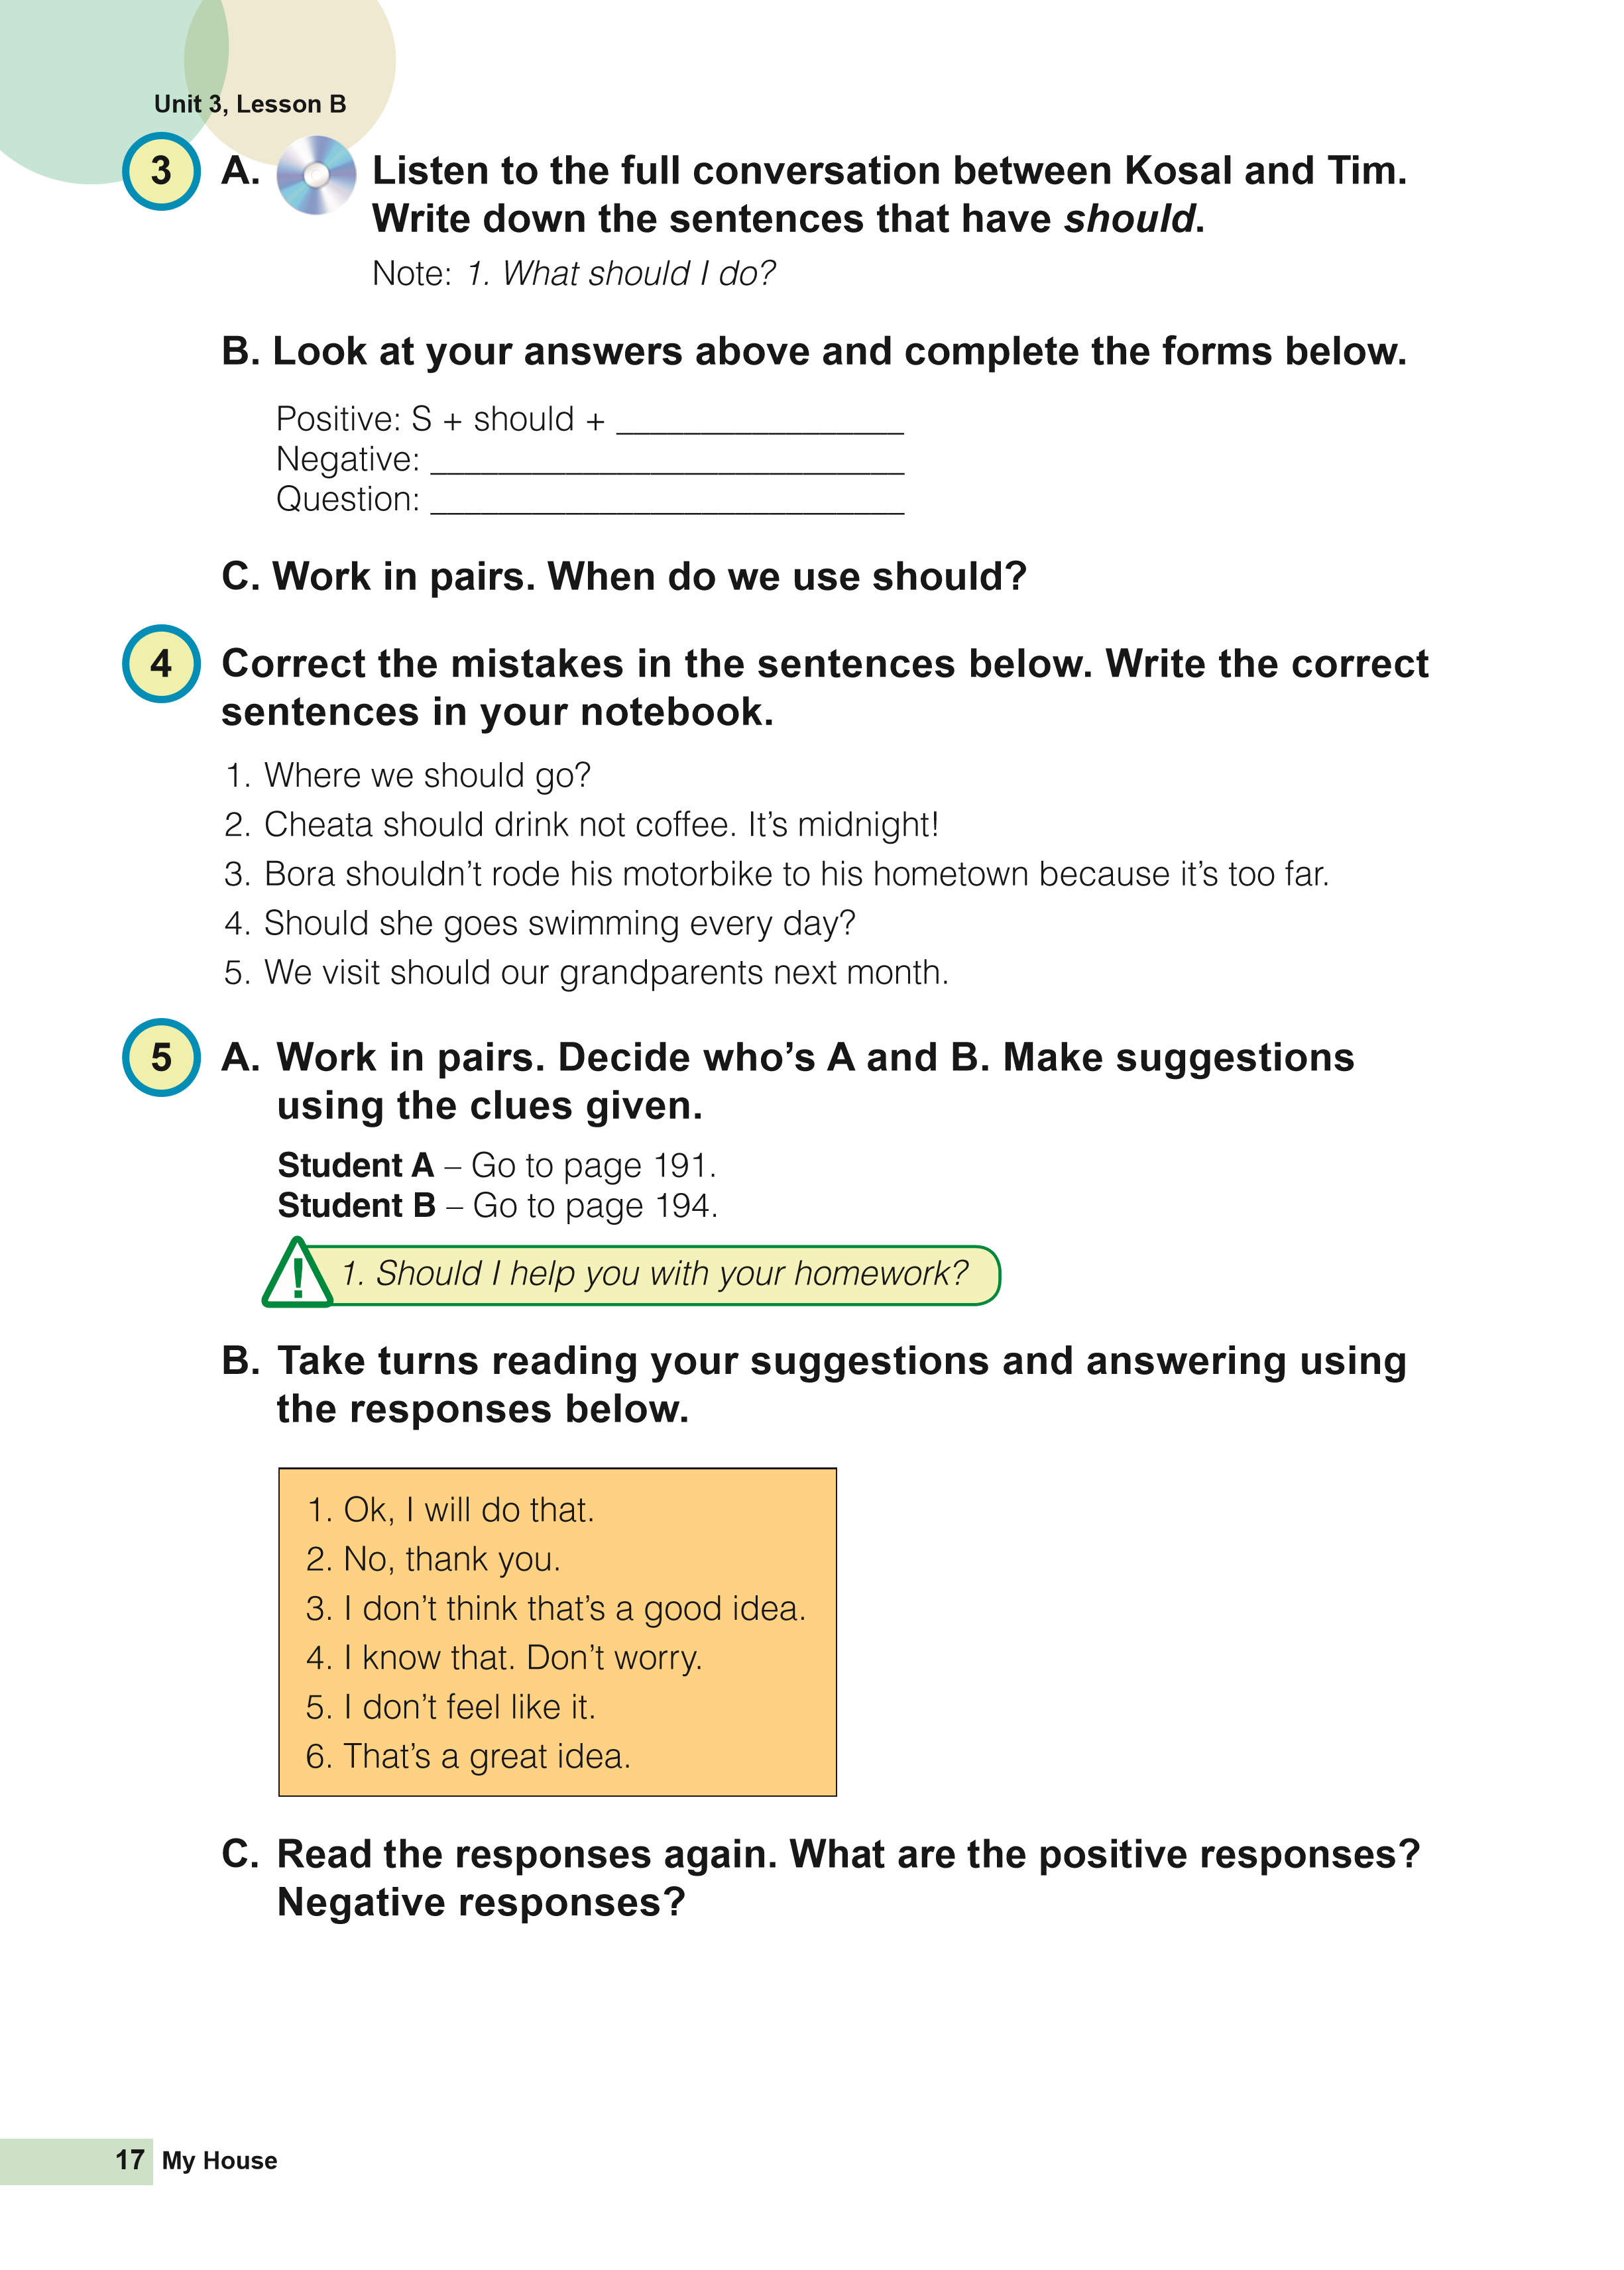 Unit 3, Lesson B
3 A. Listen to the full conversation between Kosal and Tim.
Write down the sentences that have should.
Note: 1. What should I do?
B. Look at your answers above and complete the forms below.
Positive: S + should + _________________
Negative: ____________________________
Question: ____________________________
C. Work in pairs. When do we use should?
4 Correct the mistakes in the sentences below. Write the correct
sentences in your notebook.
1. Where we should go?
2. Cheata should drink not coffee. It’s midnight!
3. Bora shouldn’t rode his motorbike to his hometown because it’s too far.
4. Should she goes swimming every day?
5. We visit should our grandparents next month.
5 A. Work in pairs. Decide who’s A and B. Make suggestions
using the clues given.
Student A – Go to page 191.
Student B – Go to page 194.
! 1. Should I help you with your homework?
B. Take turns reading your suggestions and answering using
the responses below.
1. Ok, I will do that.
2. No, thank you.
3. I don’t think that’s a good idea.
4. I know that. Don’t worry.
5. I don’t feel like it.
6. That’s a great idea.
C. Read the responses again. What are the positive responses?
Negative responses?
17 My House